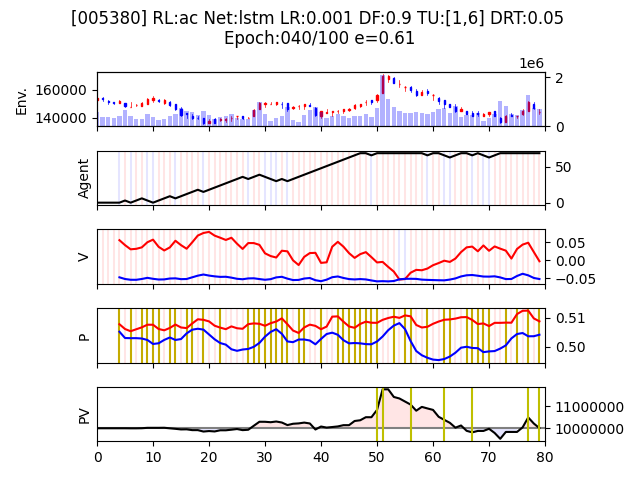 [005380] RL:ac Net:lstm LR:0.001 DF:0.9 TU:[1,6] DRT:0.05
Epoch:040/100 e=0.61
1e6
Env.
160000
140000
2
0
Agent
50
0
V
0.05
0.00
−0.05
P
0.51
0.50
PV
11000000
10000000
0 10 20 30 40 50 60 70 80